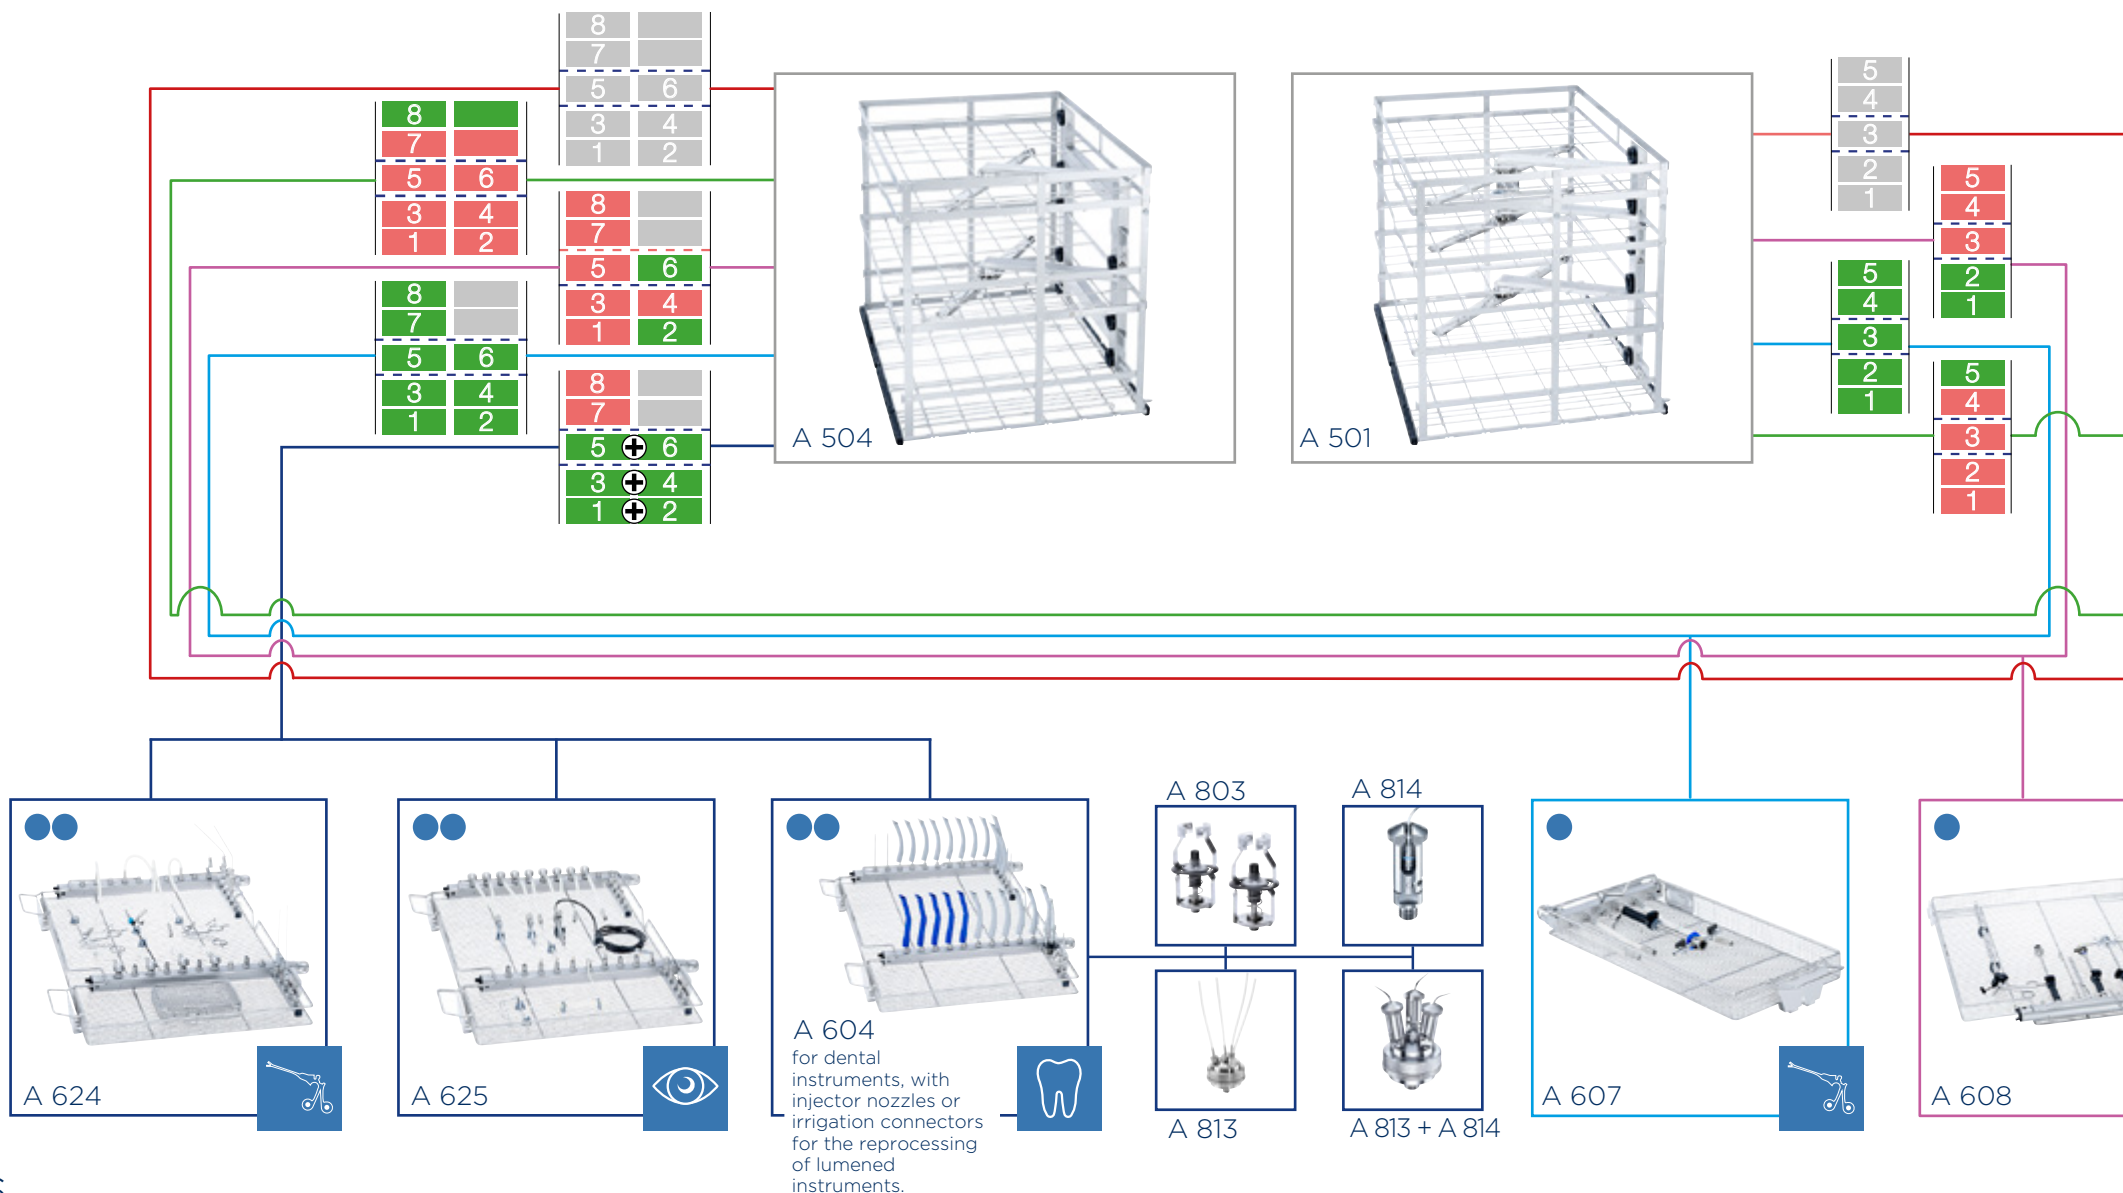 8
7
5 6
3 4
1 2
8
7
5 6
3 4
1 2
8
7
5 6
3 4
1 2
8
7
5 6
3 4
1 2
8
7
5 + 6
3 + 4
1 + 2
A 504
A 501
5
4
3
2
1
5
4
3
2
1
5
4
3
2
1
5
4
3
2
1
A 624
A 625
A 604
for dental
instruments, with
injector nozzles or
irrigation connectors
for the reprocessing
of lumened
instruments.
A 803
A 814
A 813
A 813 + A 814
A 607
A 608